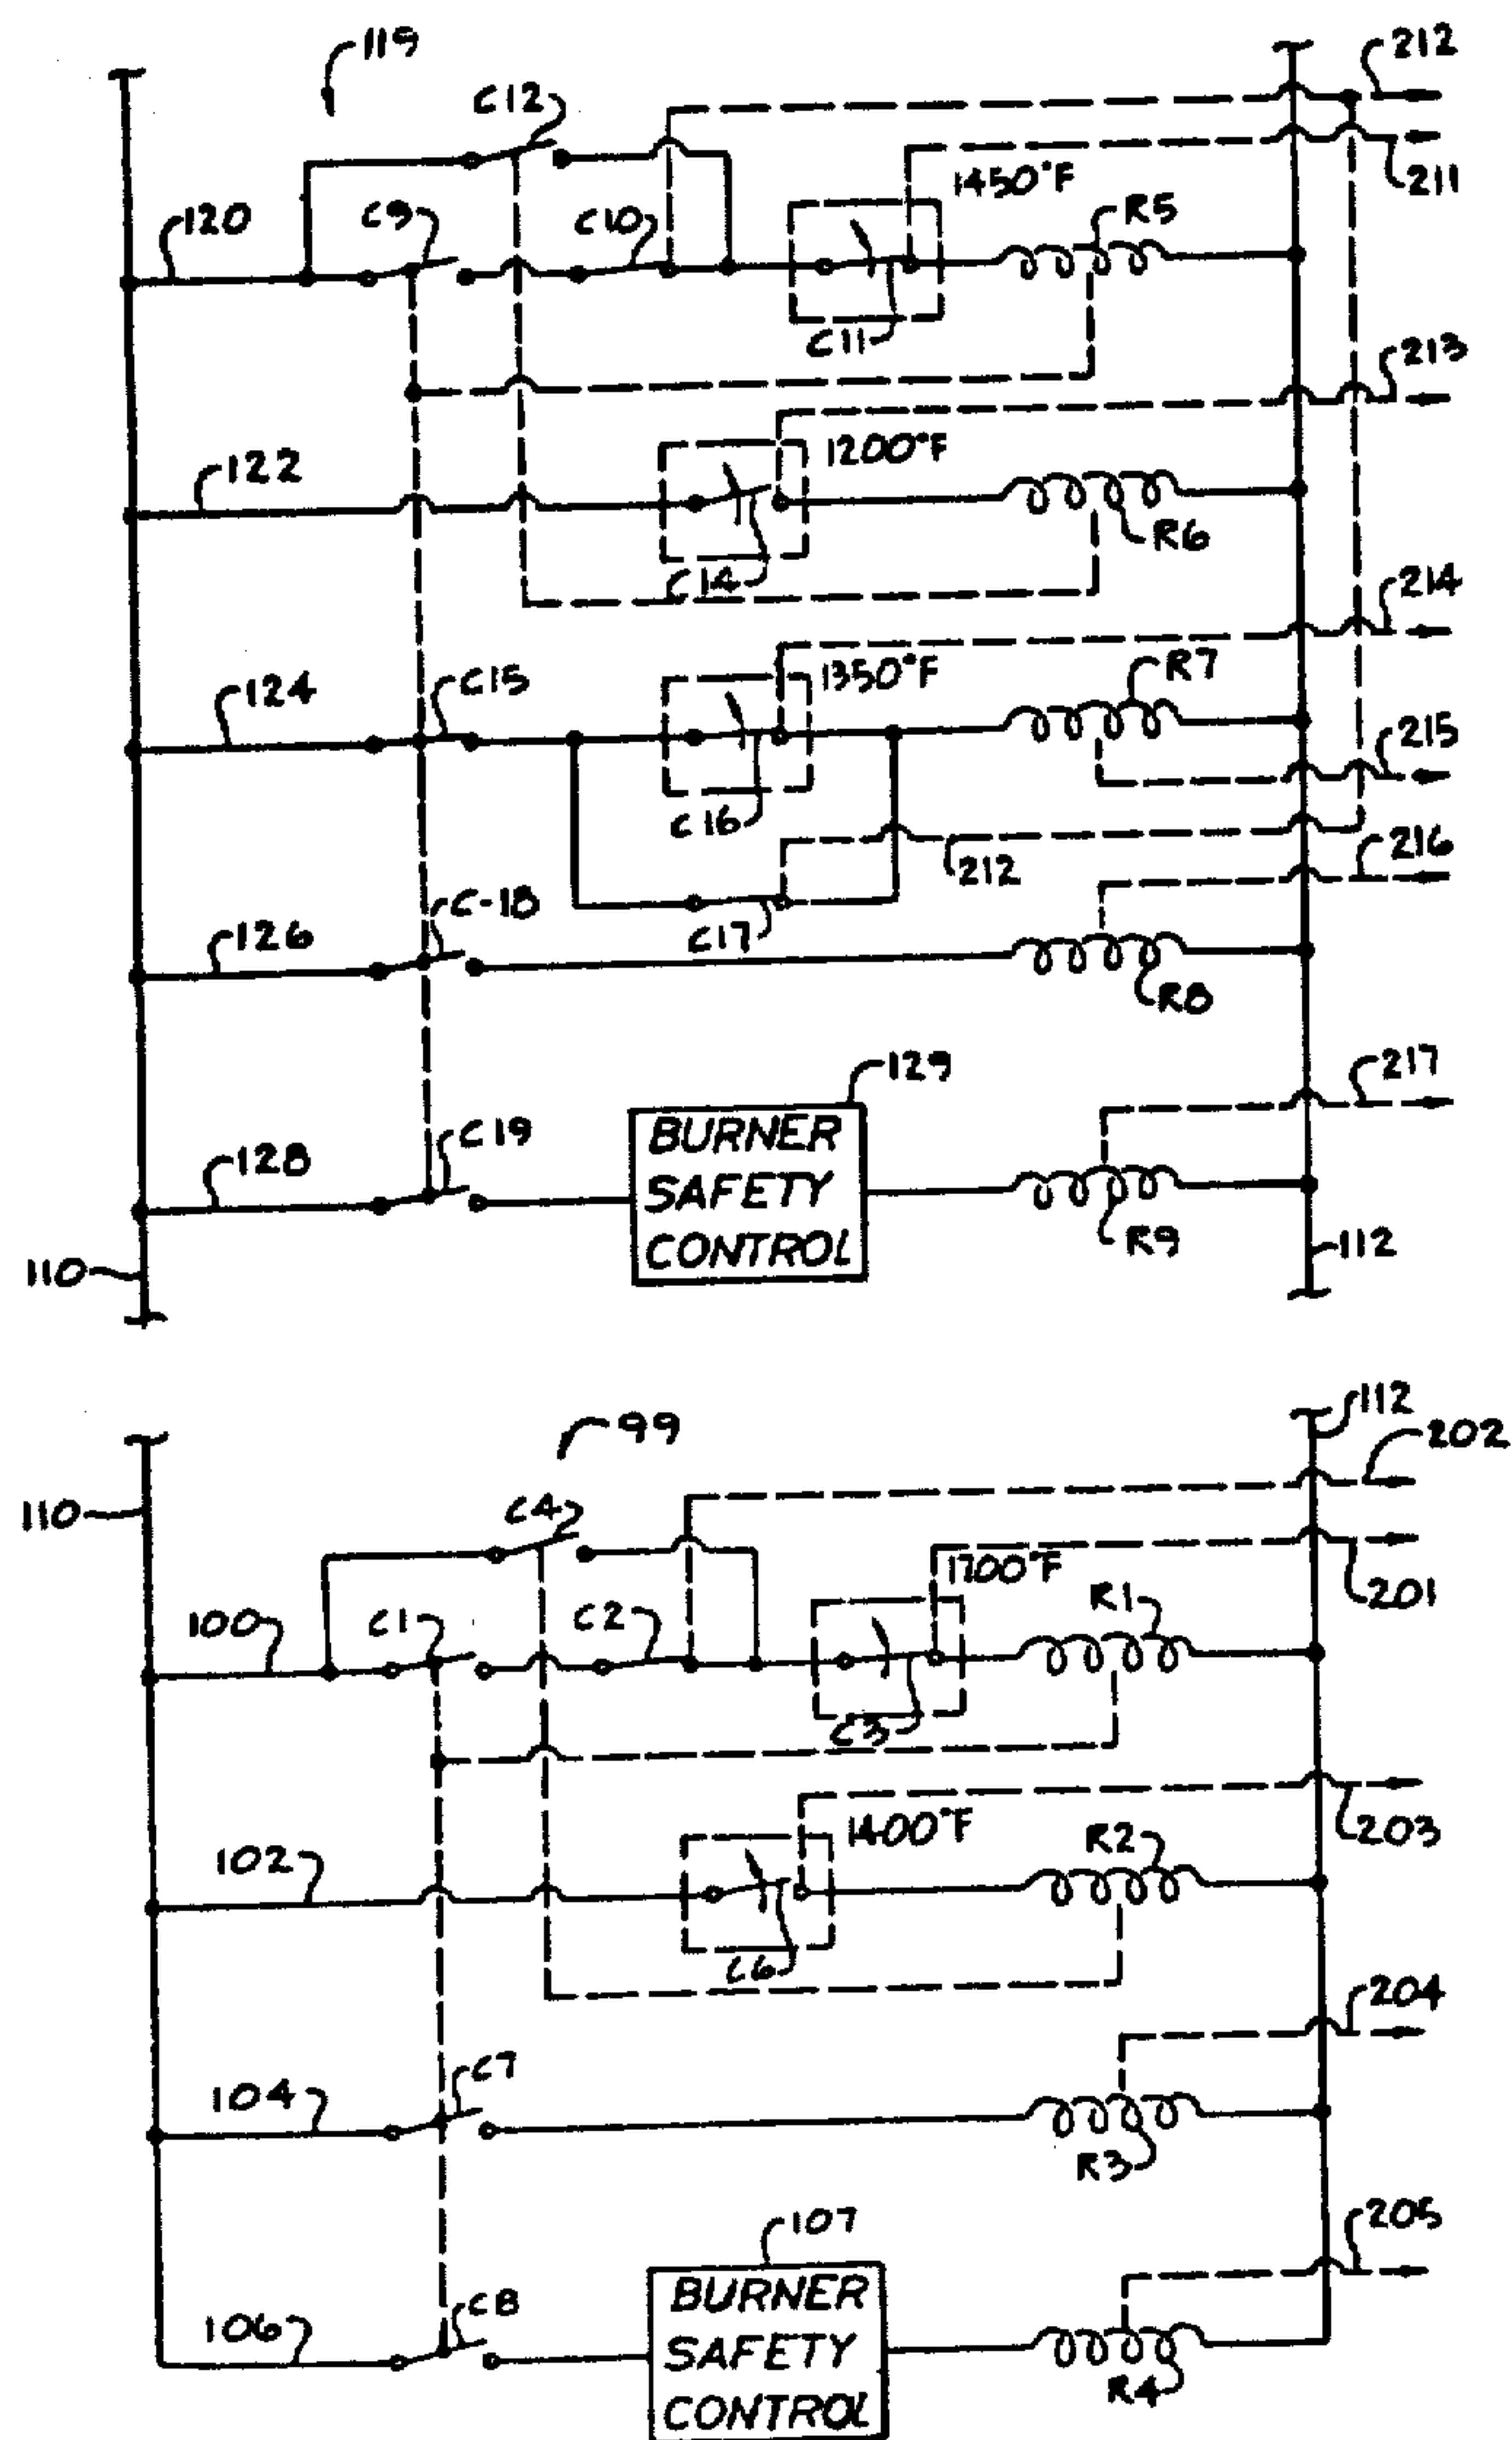 119
212
C12
211
1450°F
120
C9
C10
R5
C11
213
1200°F
122
R6
C14
214
1350°F
R7
124
C15
215
C16
212
216
C-18
C17
126
R8
129
217
BURNER
SAFETY
CONTROL
128
C19
R9
112
110
112
99
202
110
C4
1700°F
201
100
C1
C2
R1
C3
1400°F
203
102
R2
C6
204
104
C7
R3
107
205
BURNER
SAFETY
CONTROL
106
C8
R4